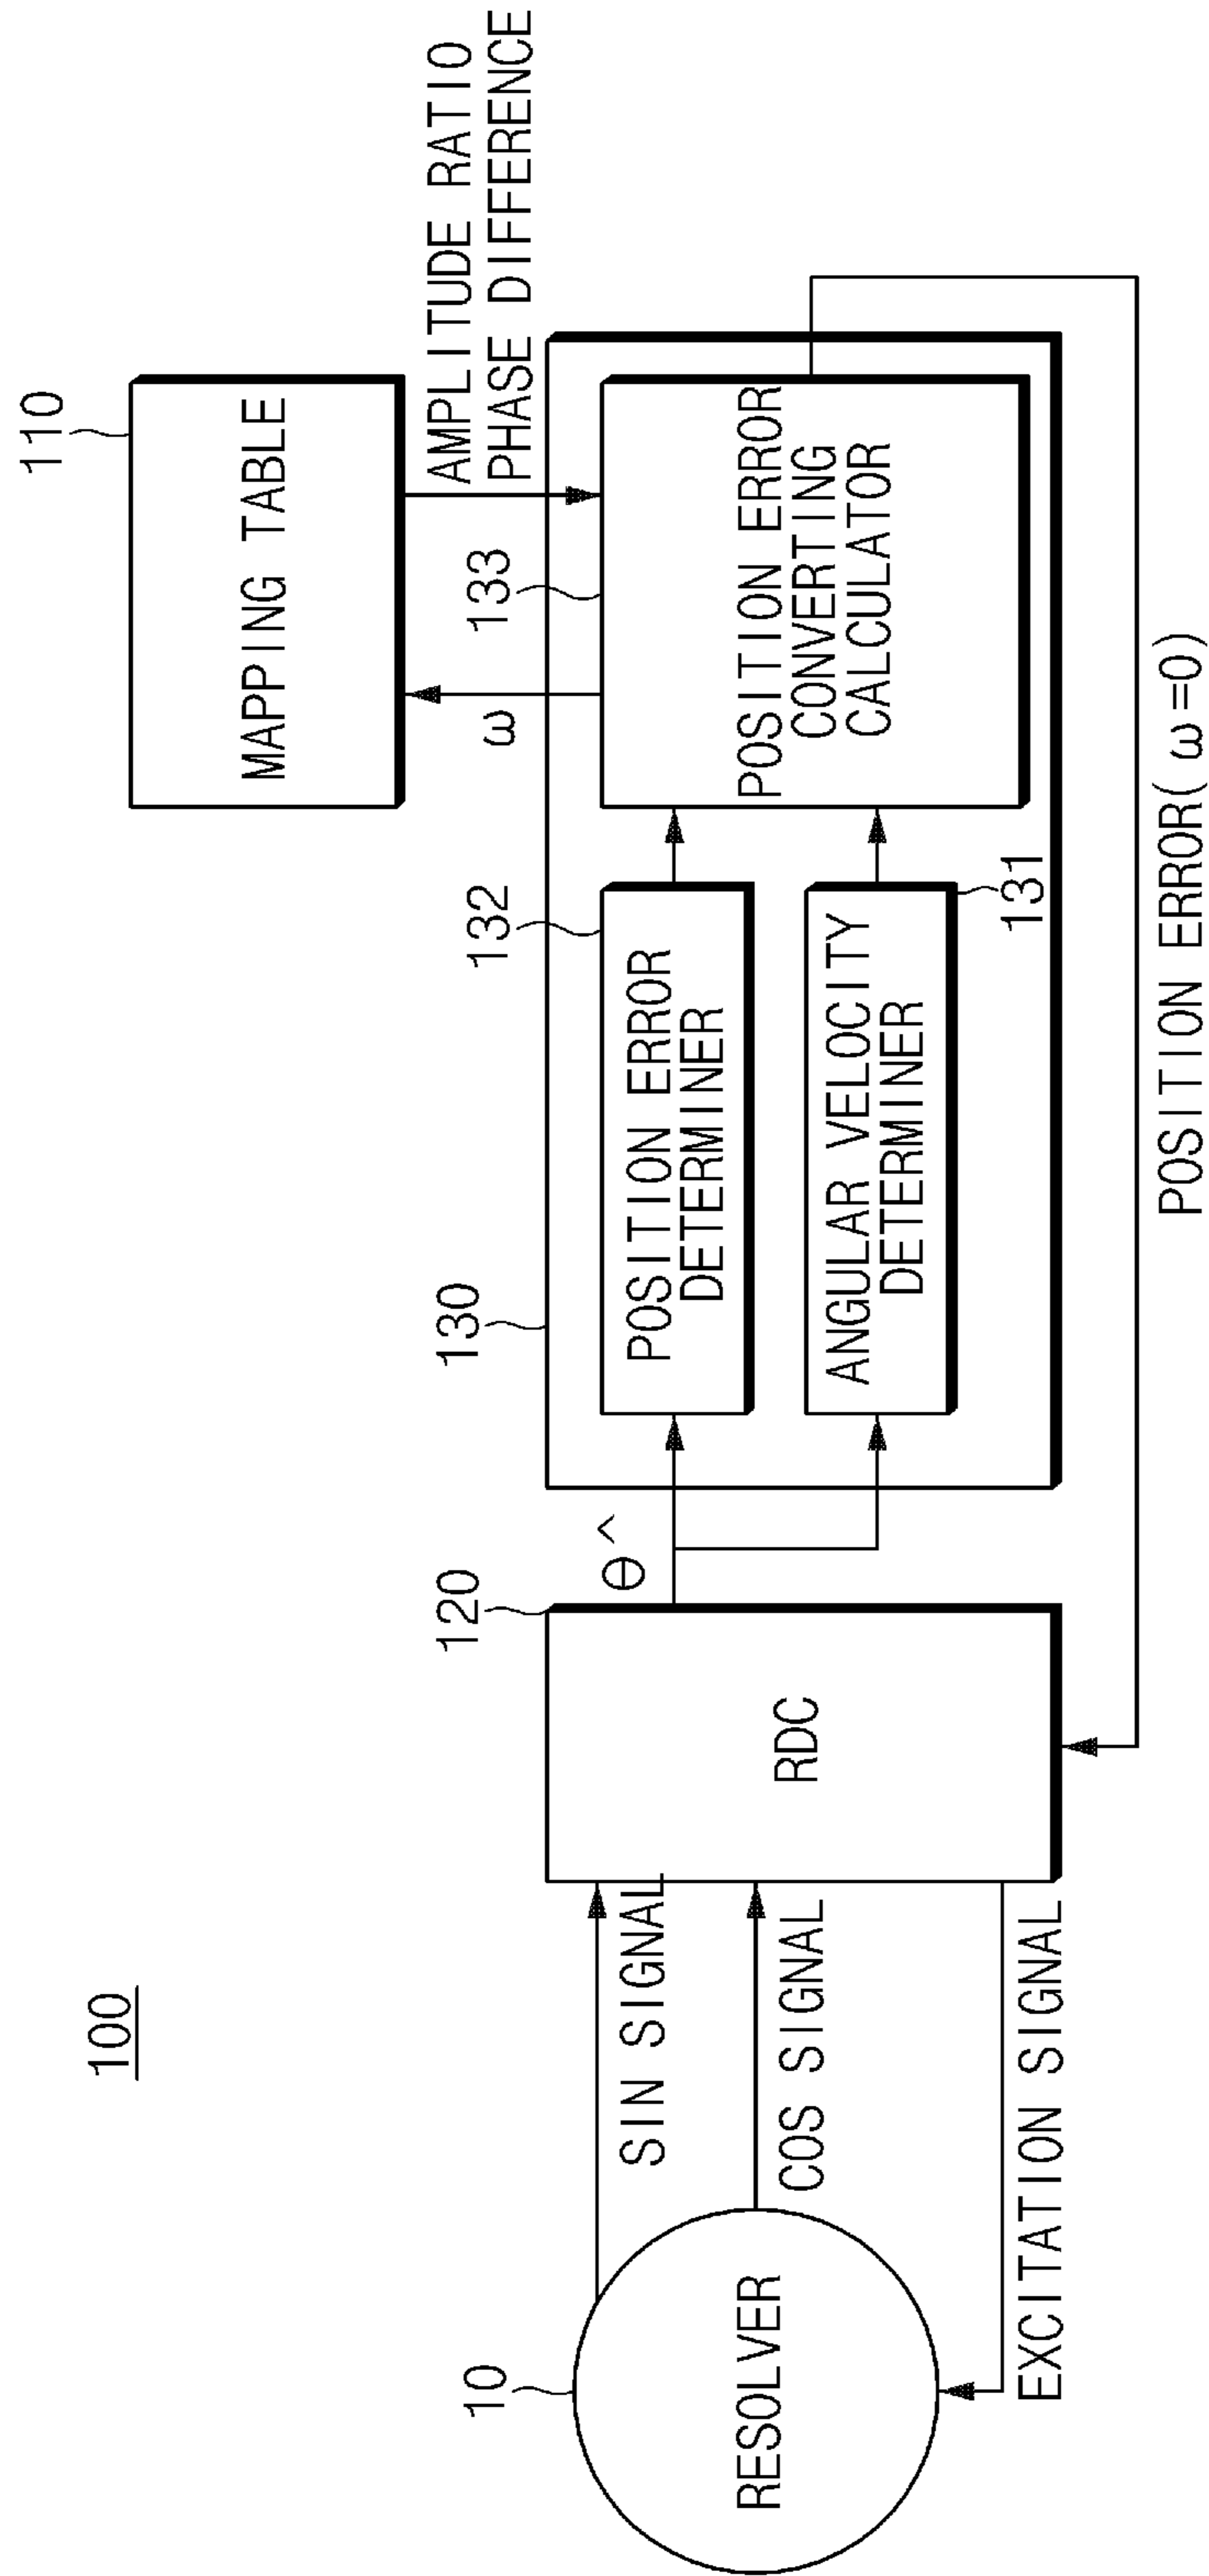 100
110
MAPPING TABLE
AMPLITUDE RATIO
PHASE DIFFERENCE
ω
133
POSITION ERROR
CONVERTING
CALCULATOR
130
132
POSITION ERROR
DETERMINER
ANGULAR VELOCITY
DETERMINER
131
120
θ^
RDC
10
RESOLVER
SIN SIGNAL
COS SIGNAL
EXCITATION SIGNAL
POSITION ERROR( ω =0)